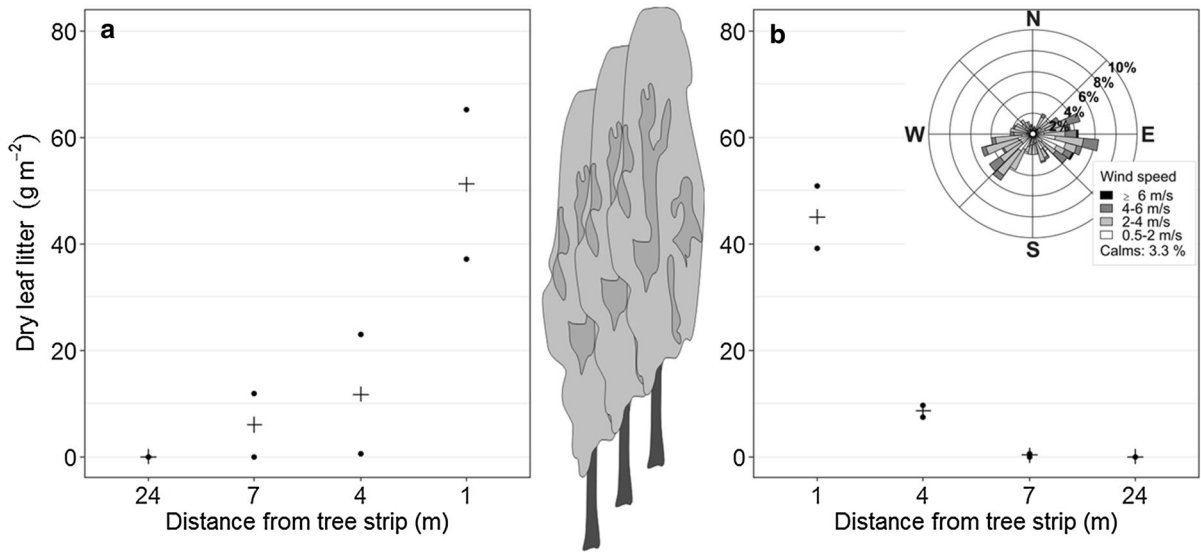 a
80
60
40
20
0
Dry leaf litter (g m⁻²)
24 7 4 1
Distance from tree strip (m)
b
80
60
40
20
0
1 4 7 24
Distance from tree strip (m)
N
W E
S
10%
8%
6%
4%
2%
Wind speed
≥ 6 m/s
4-6 m/s
2-4 m/s
0.5-2 m/s
Calms: 3.3 %